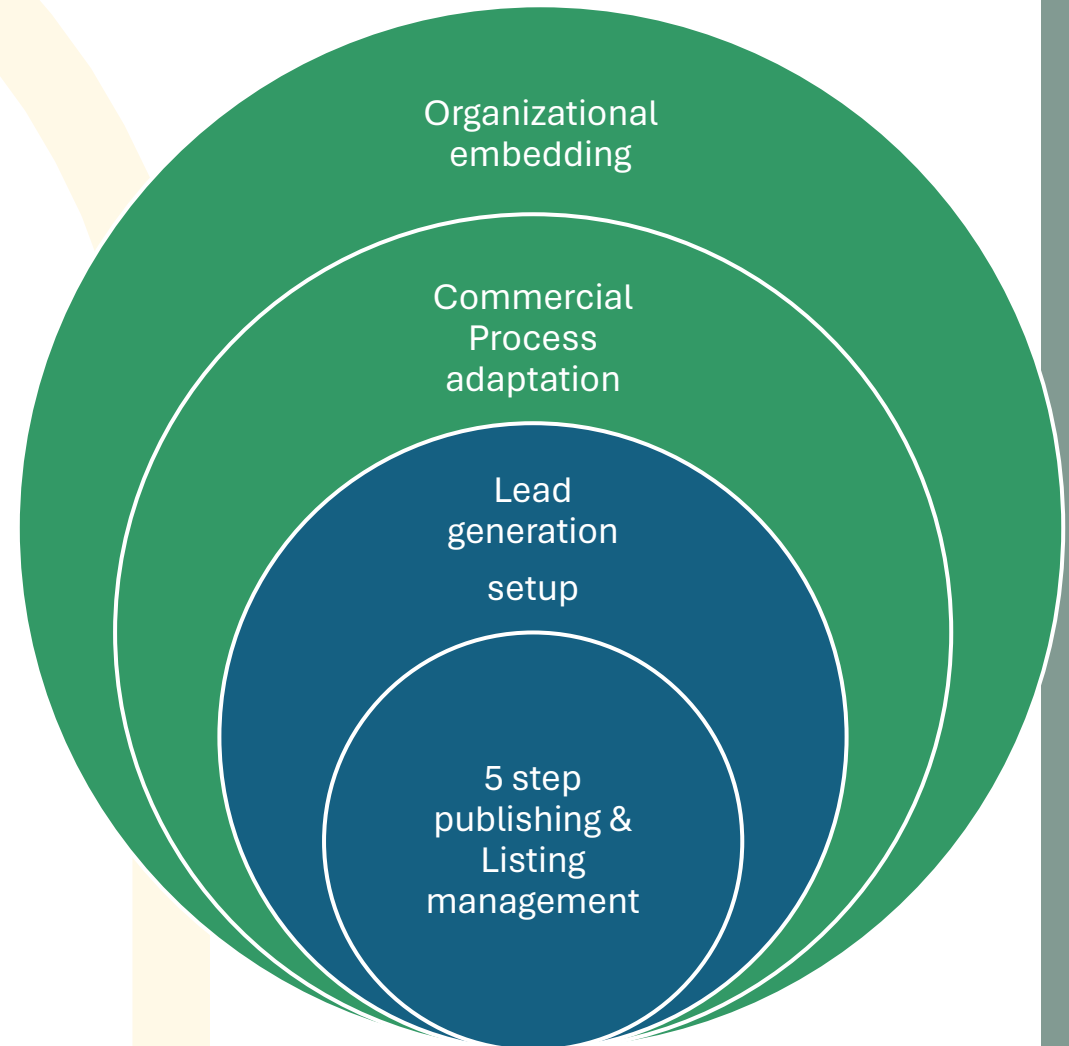 Organizational
embedding
Commercial
Process
adaptation
Lead
generation
setup
5 step
publishing &
Listing
management